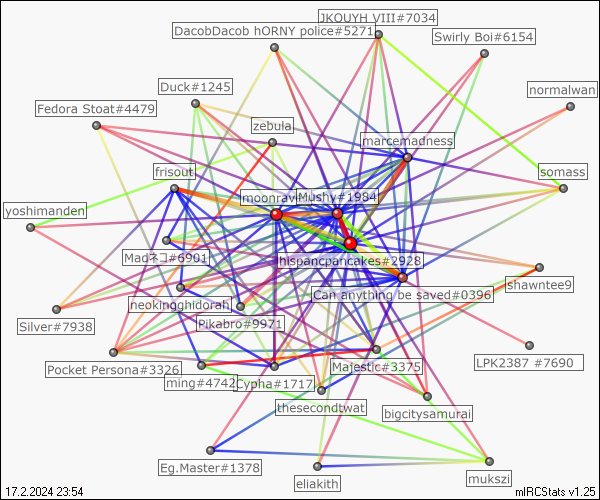 JKOUYH VIII#7034
DacobDacob hORNY police#5271
Swirly Boi#6154
Duck#1245
normalwan
Fedora Stoat#4479
zebula
marcemadness
frisout
somass
Mushy#1984
yoshimanden
Madネコ#6901
hispancpancakes#2928
ishawntee9
Can anything be saved#0396
neokingghidorah
Pikabro#9971
Silver#7938
LPK2387 #7690
Pocket Persona#3326
Majestic#3375
ming#4742
Cypha#1717
thesecondtwat
bigcitysamurai
Eg.Master#1378
eliakith
mukszi
17.2.2024 23:54
mIRCStats v1.25